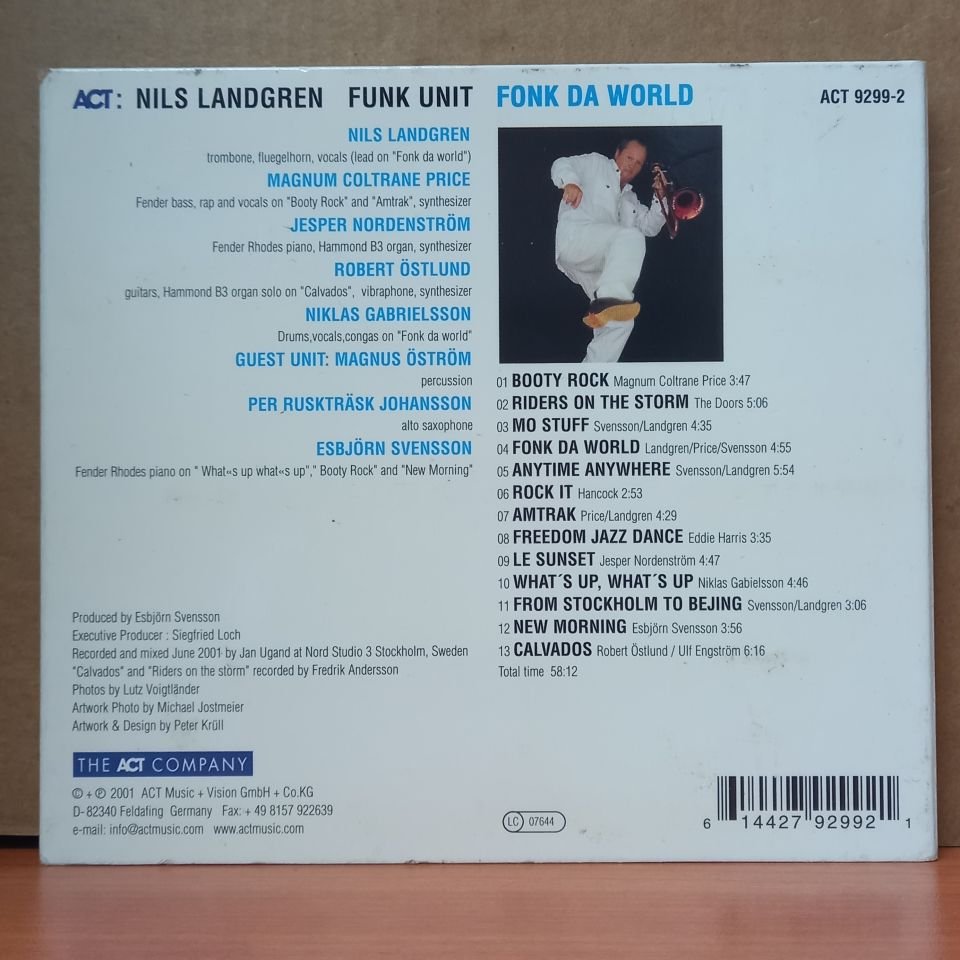 ACT: NILS LANDGREN FUNK UNIT FONK DA WORLD ACT 9299-2
NILS LANDGREN
trombone, fluegelhorn, vocals (lead on "Fonk da world")
MAGNUM COLTRANE PRICE
Fender bass, rap and vocals on "Booty Rock" and "Amtrak", synthesizer
JESPER NORDENSTRÖM
Fender Rhodes piano, Hammond B3 organ, synthesizer
ROBERT ÖSTLUND
guitars, Hammond B3 organ solo on "Calvados", vibraphone, synthesizer
NIKLAS GABRIELSSON
Drums,vocals,congas on "Fonk da world"
GUEST UNIT: MAGNUS ÖSTRÖM
percussion
PER RUSKTRÄSK JOHANSSON
alto saxophone
ESBJÖRN SVENSSON
Fender Rhodes piano on " What«s up what«s up"," Booty Rock" and "New Morning"
01 BOOTY ROCK Magnum Coltrane Price 3:47
02 RIDERS ON THE STORM The Doors 5:06
03 MO STUFF Svensson/Landgren 4:35
04 FONK DA WORLD Landgren/Price/Svensson 4:55
05 ANYTIME ANYWHERE Svensson/Landgren 5:54
06 ROCK IT Hancock 2:53
07 AMTRAK Price/Landgren 4:29
08 FREEDOM JAZZ DANCE Eddie Harris 3:35
09 LE SUNSET Jesper Nordenström 4:47
10 WHAT´S UP, WHAT´S UP Niklas Gabielsson 4:46
11 FROM STOCKHOLM TO BEJING Svensson/Landgren 3:06
12 NEW MORNING Esbjörn Svensson 3:56
13 CALVADOS Robert Östlund / Ulf Engström 6:16
Total time 58:12
Produced by Esbjörn Svensson
Executive Producer : Siegfried Loch
Recorded and mixed June 2001 by Jan Ugand at Nord Studio 3 Stockholm, Sweden
"Calvados" and "Riders on the storm" recorded by Fredrik Andersson
Photos by Lutz Voigtländer
Artwork Photo by Michael Jostmeier
Artwork & Design by Peter Krüll
THE ACT COMPANY
© + ℗ 2001 ACT Music + Vision GmbH + Co.KG
D- 82340 Feldafing Germany Fax: + 49 8157 922639
e-mail: info@actmusic.com www.actmusic.com
LC 07644
6 14427 92992 1